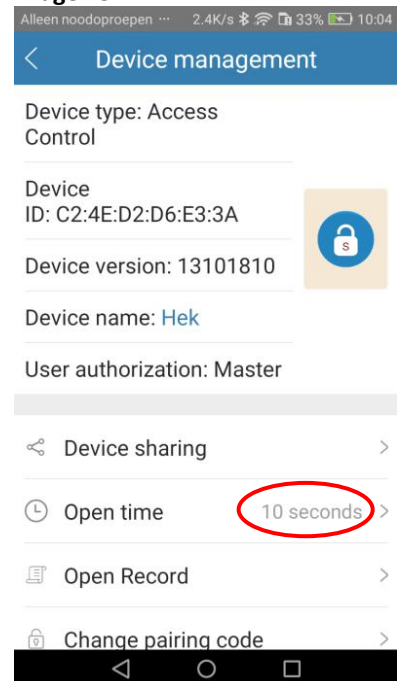 Alleen noodoproepen ... 2.4K/s 33% 10:04
Device management
Device type: Access
Control
Device
ID: C2:4E:D2:D6:E3:3A
S
Device version: 13101810
Device name: Hek
User authorization: Master
Device sharing
Open time 10 seconds
Open Record
Change pairing code